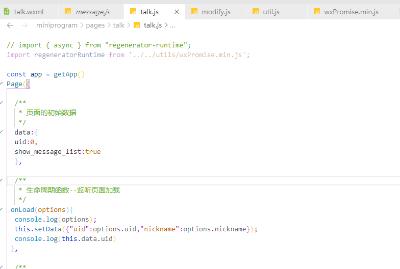 talk.wxml message.js talk.js × modify.js util.js wxPromise.min.js
miniprogram > pages > talk > talk.js > ...
// import { async } from "regenerator-runtime";
import regeneratorRuntime from '../../utils/wxPromise.min.js';
const app = getApp()
Page({
/**
* 页面的初始数据
*/
data:{
uid:0,
show_message_list:true
},
/**
* 生命周期函数--监听页面加载
*/
onLoad(options){
console.log(options);
this.setData({"uid":options.uid,"nickname":options.nickname});
console.log(this.data.uid)
},
/**